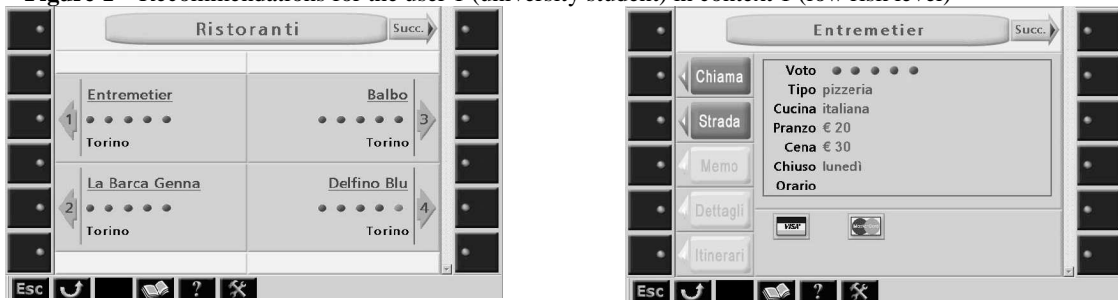 Figure 1 Recommendations for the user 1 (university student) in context 1 (low risk level)
Ristoranti
Succ.
Entremetier
1
Torino
Balbo
3
Torino
La Barca Genna
2
Torino
Delfino Blu
4
Torino
Esc
?
Entremetier
Succ.
Chiama
Strada
Memo
Dettagli
Itinerari
Voto
Tipo pizzeria
Cucina italiana
Pranzo € 20
Cena € 30
Chiuso lunedì
Orario
VISA
Esc
?